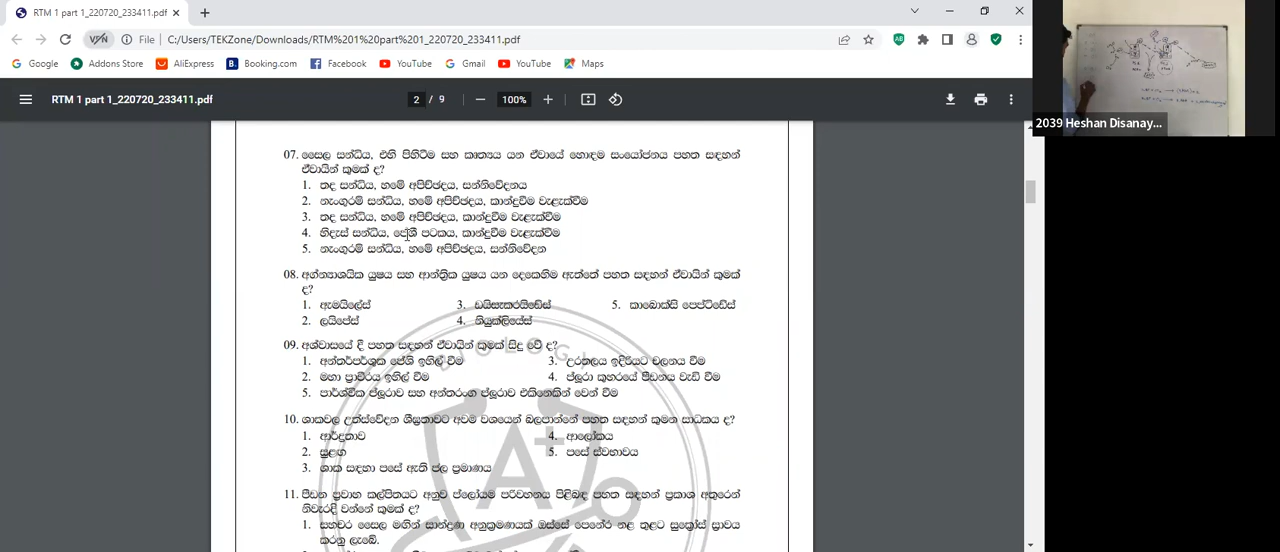 RTM 1 part 1_220720_233411.pdf
File
C:/Users/TEKZone/Downloads/RTM%201%20part%201_220720_233411.pdf
Google Addons Store AliExpress Booking.com Facebook YouTube Gmail YouTube Maps
RTM 1 part 1_220720_233411.pdf 2 / 9 100%
2039 Heshan Disanay...
07. සෛල සන්ධිය, එහි පිහිටීම සහ කෘත්‍යය යන ඒවායේ හොඳම සංයෝජනය පහත සඳහන්
ඒවායින් කුමක් ද?
1. තද සන්ධිය, හමේ අපිච්ඡදය, සන්නිවේදනය
2. නැංගුරම් සන්ධිය, හමේ අපිච්ඡදය, කාන්දුවීම වැළැක්වීම
3. තද සන්ධිය, හමේ අපිච්ඡදය, කාන්දුවීම වැළැක්වීම
4. හිදැස් සන්ධිය, පේශී පටකය, කාන්දුවීම වැළැක්වීම
5. නැංගුරම් සන්ධිය, හමේ අපිච්ඡදය, සන්නිවේදන
08. අග්න්‍යාශයික යුෂය සහ ආන්ත්‍රික යුෂය යන දෙකෙහිම ඇත්තේ පහත සඳහන් ඒවායින් කුමක්
ද?
1. ඇමයිලේස් 3. ඩයිසැකරයිඩේස් 5. කාබොක්සි පෙප්ටිඩේස්
2. ලයිපේස් 4. නියුක්ලියේස්
09. ආශ්වාසයේ දී පහත සඳහන් ඒවායින් කුමක් සිදු වේ ද?
1. අන්තර්පර්ශුක පේශි ඉහිල් වීම 3. උරතලය ඉදිරියට චලනය වීම
2. මහා ප්‍රාචීරය ඉහිල් වීම 4. ප්ලූරා කුහරයේ පීඩනය වැඩි වීම
5. පාර්ශ්වික ප්ලූරාව සහ අන්තරංග ප්ලූරාව එකිනෙකින් වෙන් වීම
10. ශාකවල උත්ස්වේදන ශීඝ්‍රතාවට අවම වශයෙන් බලපාන්නේ පහත සඳහන් කුමන සාධකය ද?
1. ආර්ද්‍රතාව 4. ආලෝකය
2. සුළඟ 5. පසේ ස්වභාවය
3. ශාක සඳහා පසේ ඇති ජල ප්‍රමාණය
11. පීඩන ප්‍රවාහ කල්පිතයට අනුව ප්ලෝයම පරිවහනය පිළිබඳ පහත සඳහන් ප්‍රකාශ අතුරෙන්
නිවැරදි වන්නේ කුමක් ද?
1. සහචර සෛල මගින් සාන්ද්‍රණ අනුක්‍රමණයක් ඔස්සේ පෙනේර නළ තුළට සුක්‍රෝස් ස්‍රාවය
කරනු ලැබේ.